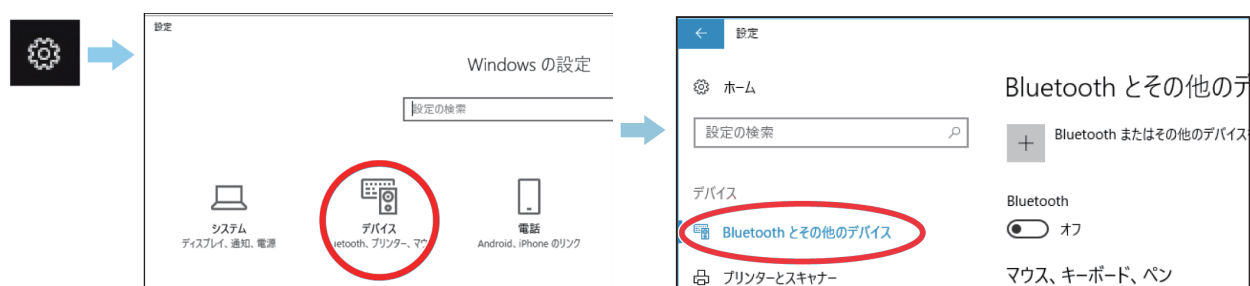 設定
Windows の設定
設定の検索
システム
ディスプレイ、通知、電源
デバイス
uetooth、プリンター、マウ
電話
Android、iPhone のリンク
設定
ホーム
設定の検索
デバイス
Bluetooth とその他のデバイス
プリンターとスキャナー
Bluetooth とその他のデ
Bluetooth またはその他のデバイス
Bluetooth
オフ
マウス、キーボード、ペン